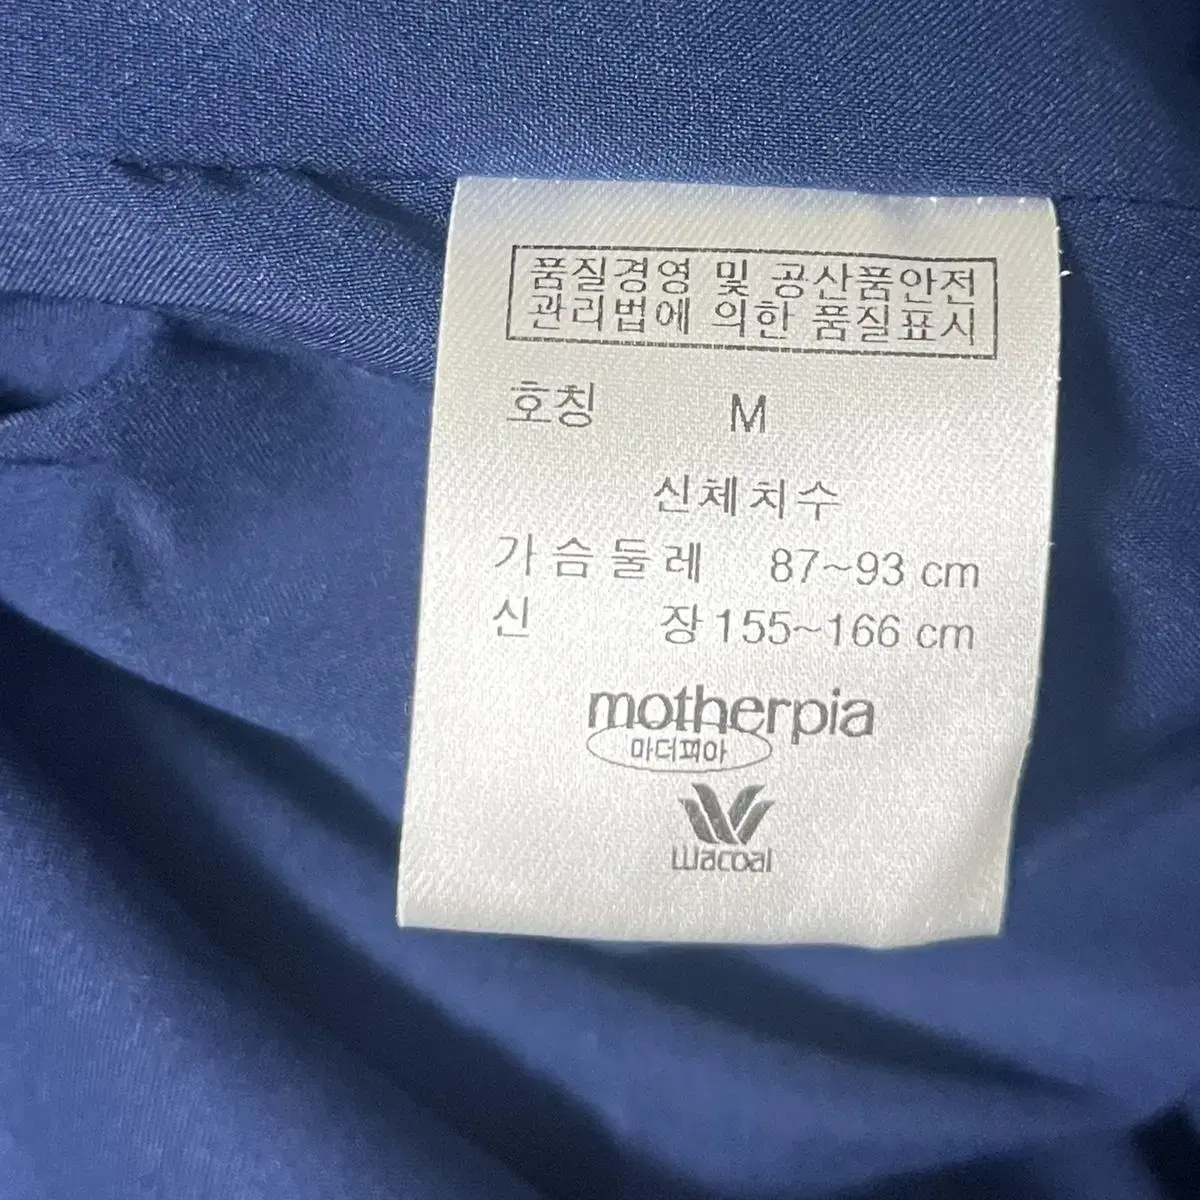 품질경영 및 공산품안전
관리법에 의한 품질표시
호칭 M
신체치수
가슴둘레 87~93 cm
신 장 155~166 cm
motherpia
마더피아
wacoal